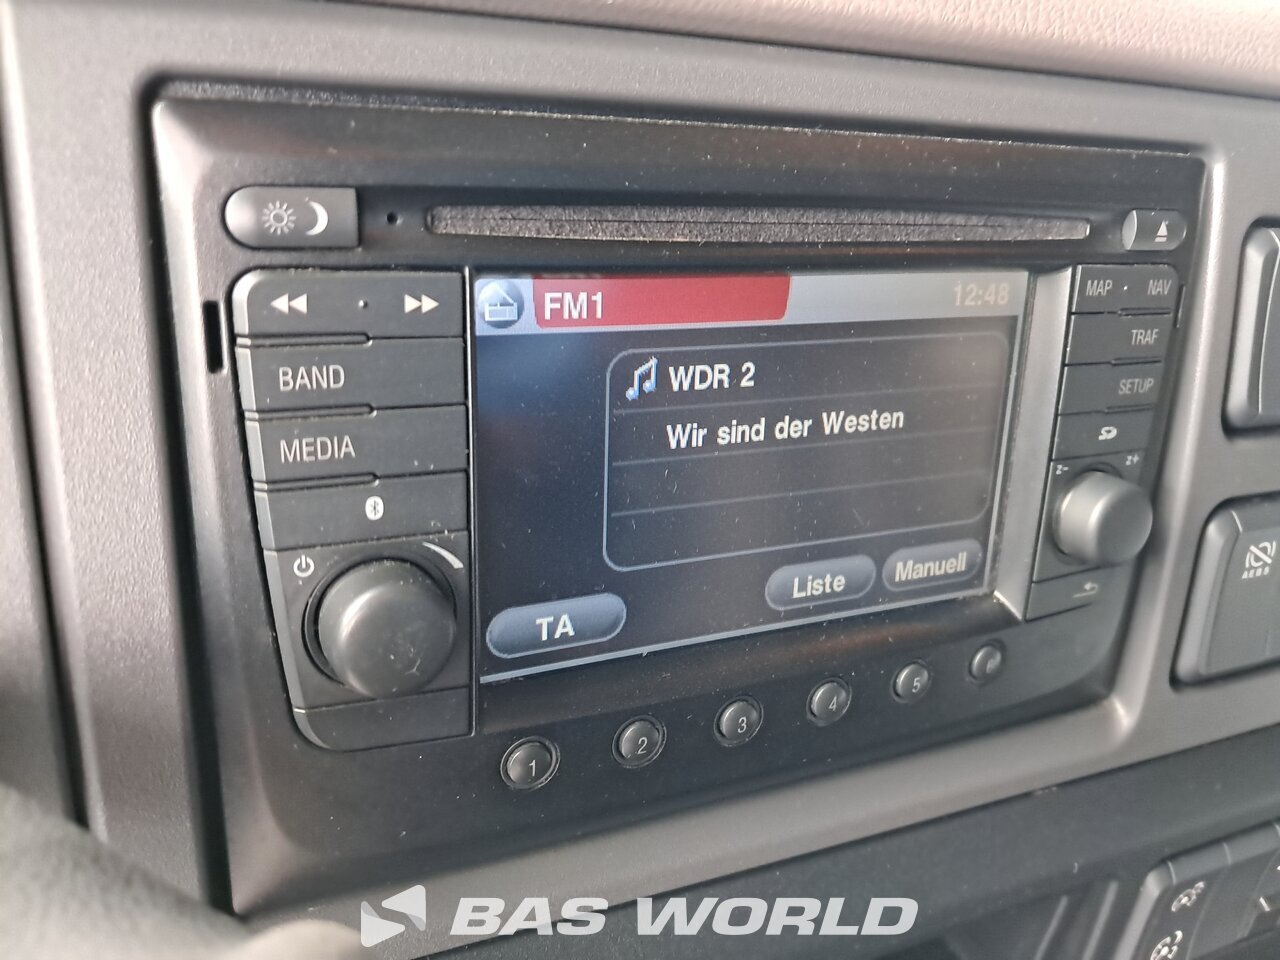 FM1
12:48
MAP · NAV
BAND
WDR 2
TRAF
Wir sind der Westen
SETUP
MEDIA
z-
z+
Liste
Manuell
TA
AEBS
1
2
3
4
5
BAS WORLD